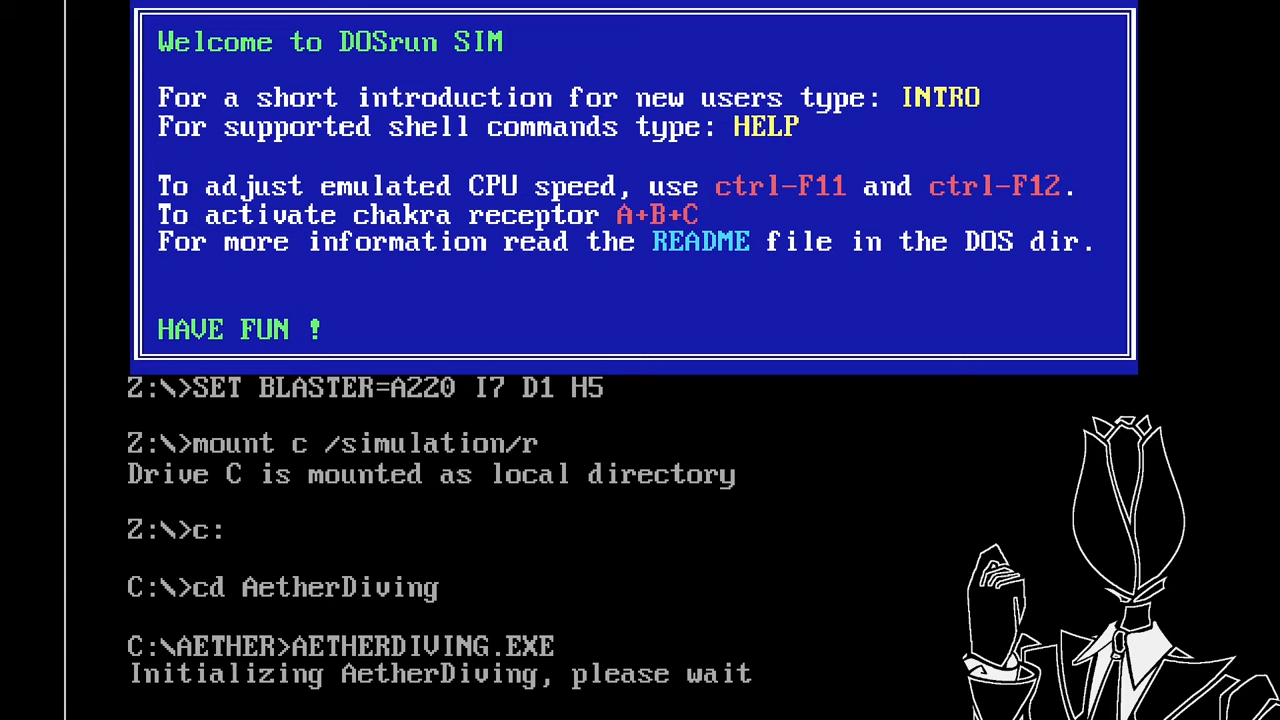 Welcome to DOSrun SIM
For a short introduction for new users type: INTRO
For supported shell commands type: HELP
To adjust emulated CPU speed, use ctrl-F11 and ctrl-F12.
To activate chakra receptor A+B+C
For more information read the README file in the DOS dir.
HAVE FUN !
Z:\>SET BLASTER=A220 I7 D1 H5
Z:\>mount c /simulation/r
Drive C is mounted as local directory
Z:\>c:
C:\>cd AetherDiving
C:\AETHER>AETHERDIVING.EXE
Initializing AetherDiving, please wait